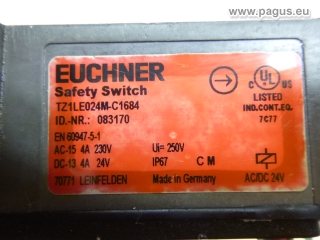 © www.pagus.eu
EUCHNER
Safety Switch
TZ1LE024M-C1684
ID.-NR.: 083170
EN 60947-5-1
AC-15 4A 230V Ui= 250V
DC-13 4A 24V IP67 C M
70771 LEINFELDEN Made in Germany AC/DC 24V
C UL US
LISTED
IND.CONT.EQ.
7C77